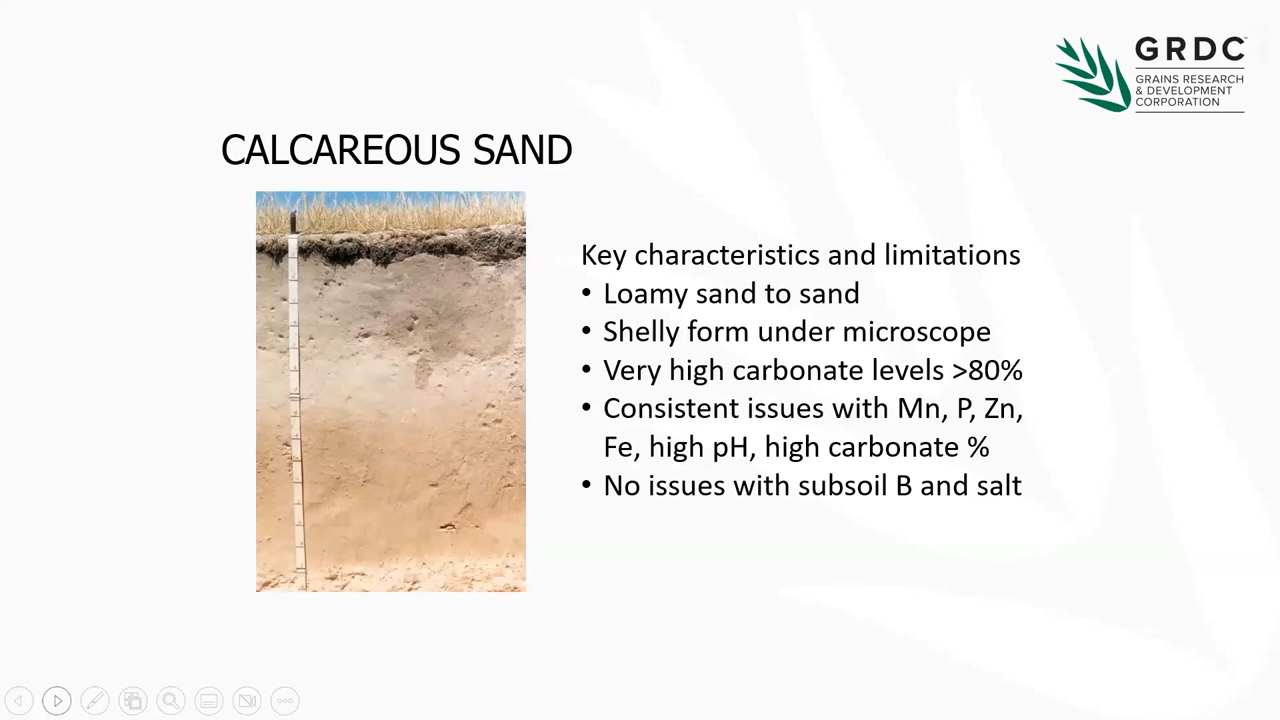 GRDC™
GRAINS RESEARCH
& DEVELOPMENT
CORPORATION
CALCAREOUS SAND
Key characteristics and limitations
• Loamy sand to sand
• Shelly form under microscope
• Very high carbonate levels >80%
• Consistent issues with Mn, P, Zn,
Fe, high pH, high carbonate %
• No issues with subsoil B and salt